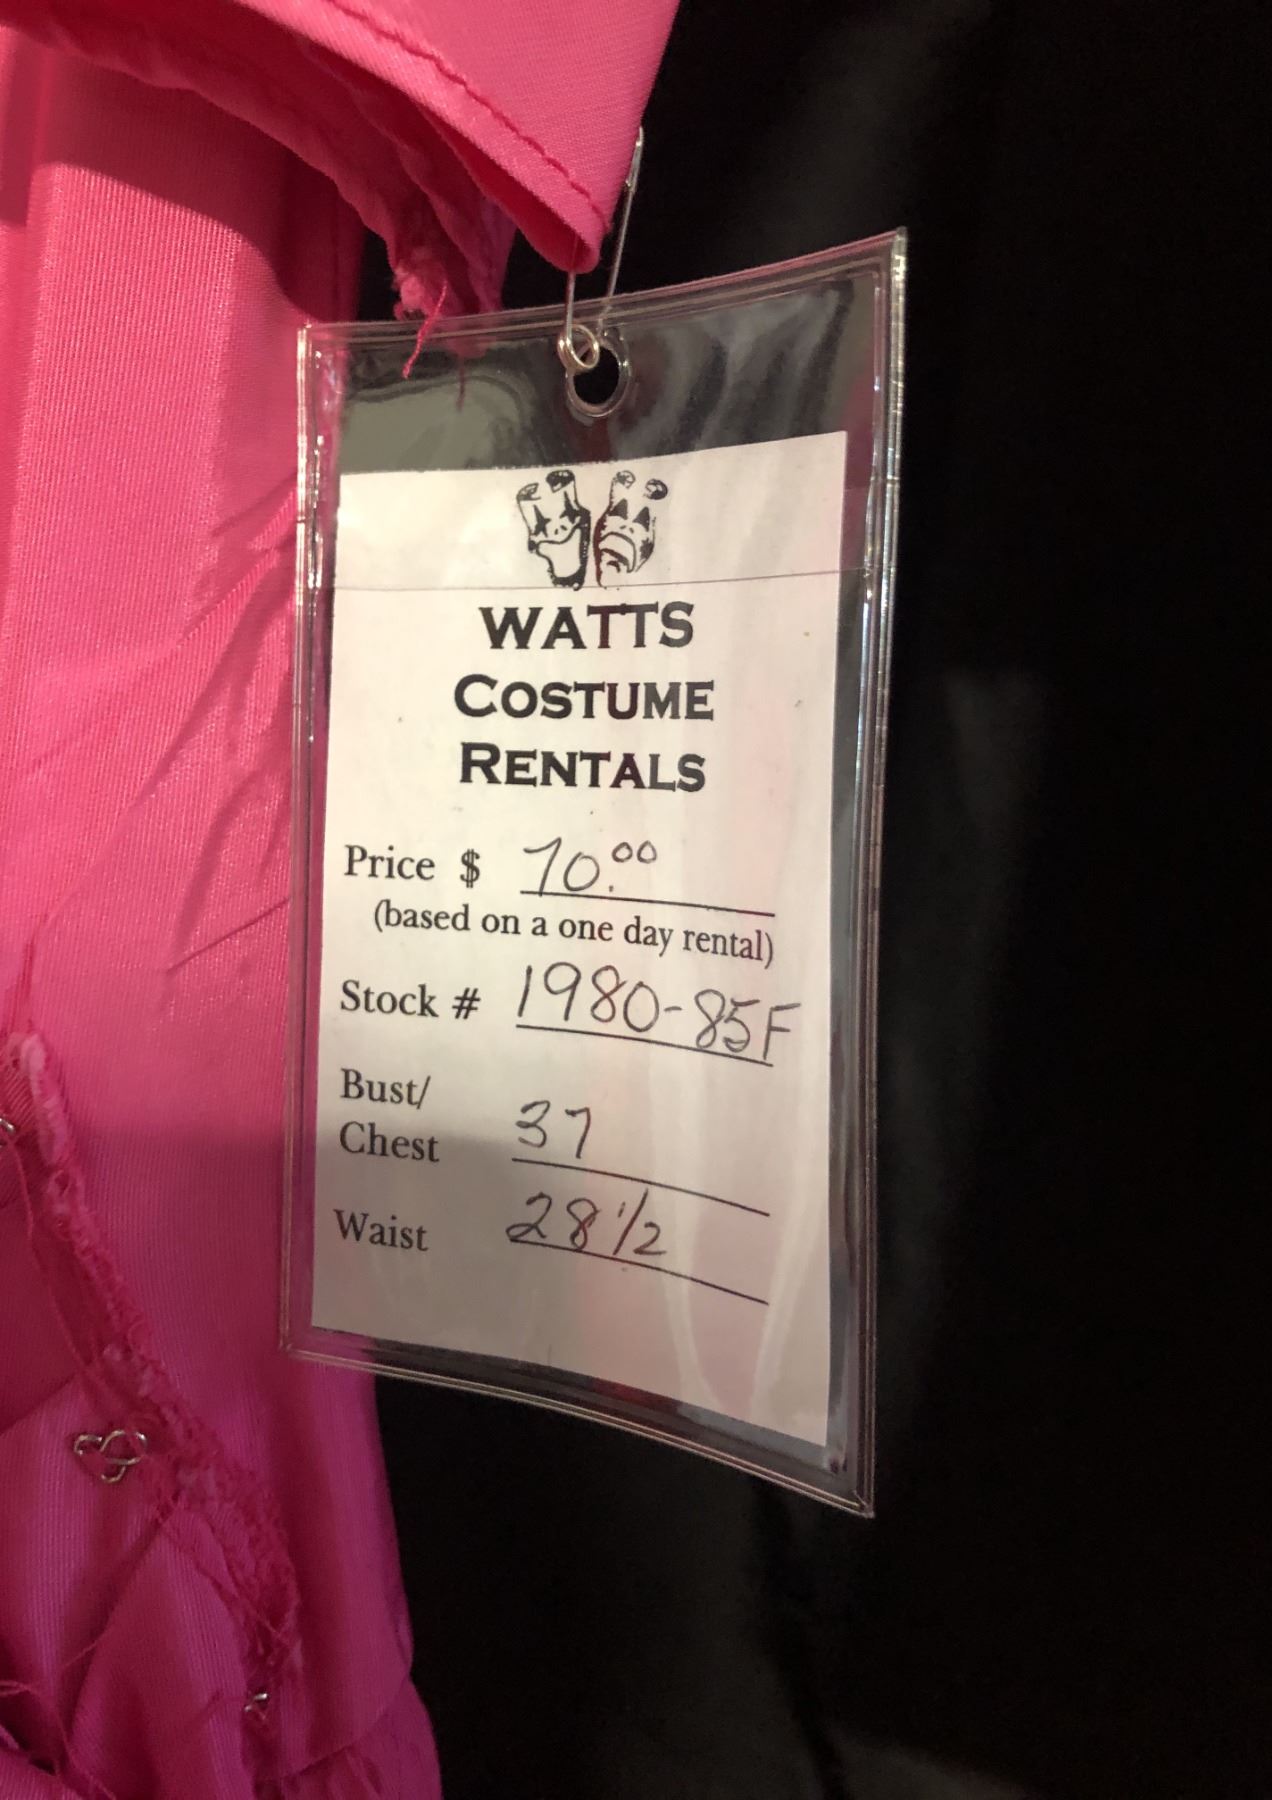 WATTS
COSTUME
RENTALS
Price $ 70.00
(based on a one day rental)
Stock # 1980-85F
Bust/
Chest 37
Waist 28 1/2